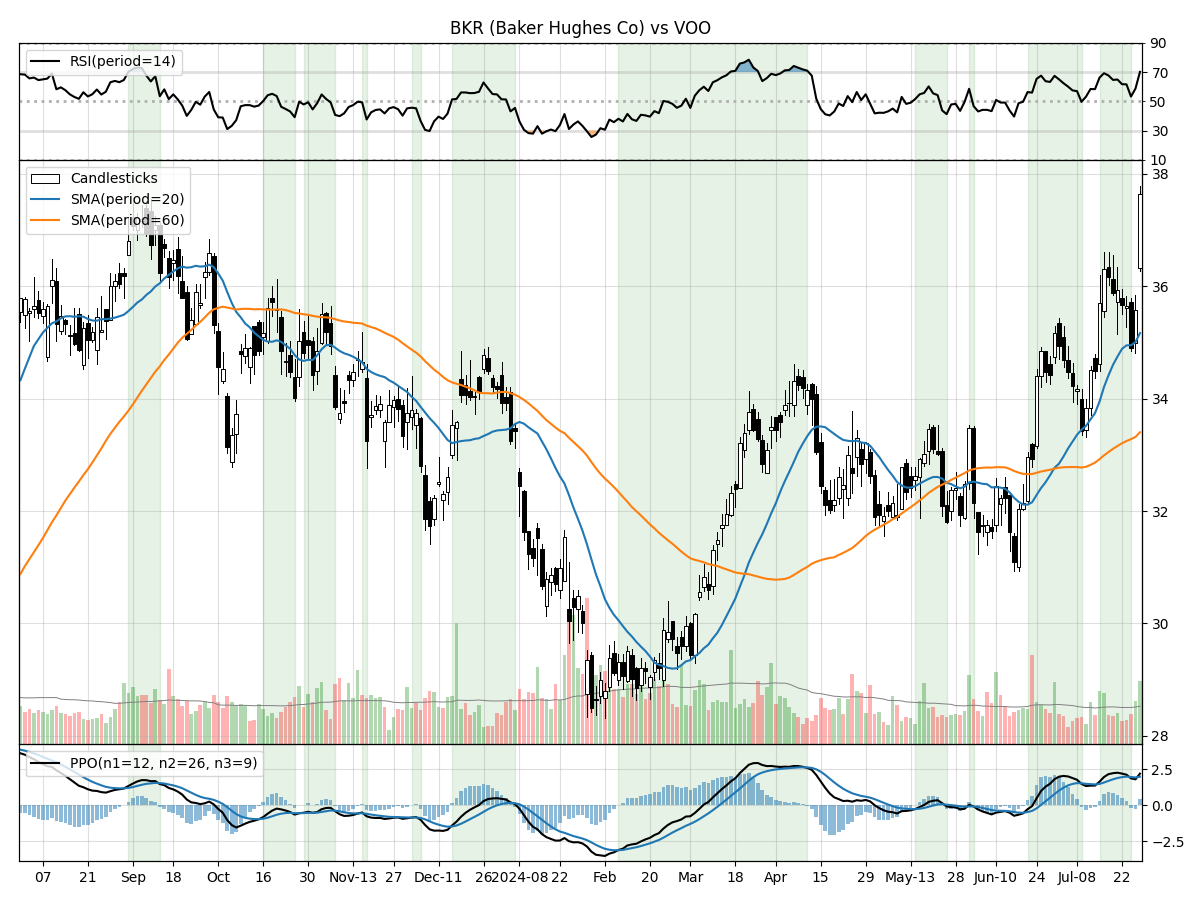 BKR (Baker Hughes Co) vs VOO
RSI(period=14)
90
70
50
30
10
Candlesticks
SMA(period=20)
SMA(period=60)
38
36
34
32
30
28
PPO(n1=12, n2=26, n3=9)
2.5
0.0
−2.5
07 21 Sep 18 Oct 16 30 Nov-13 27 Dec-11 26 2024-08 22 Feb 20 Mar 18 Apr 15 29 May-13 28 Jun-10 24 Jul-08 22